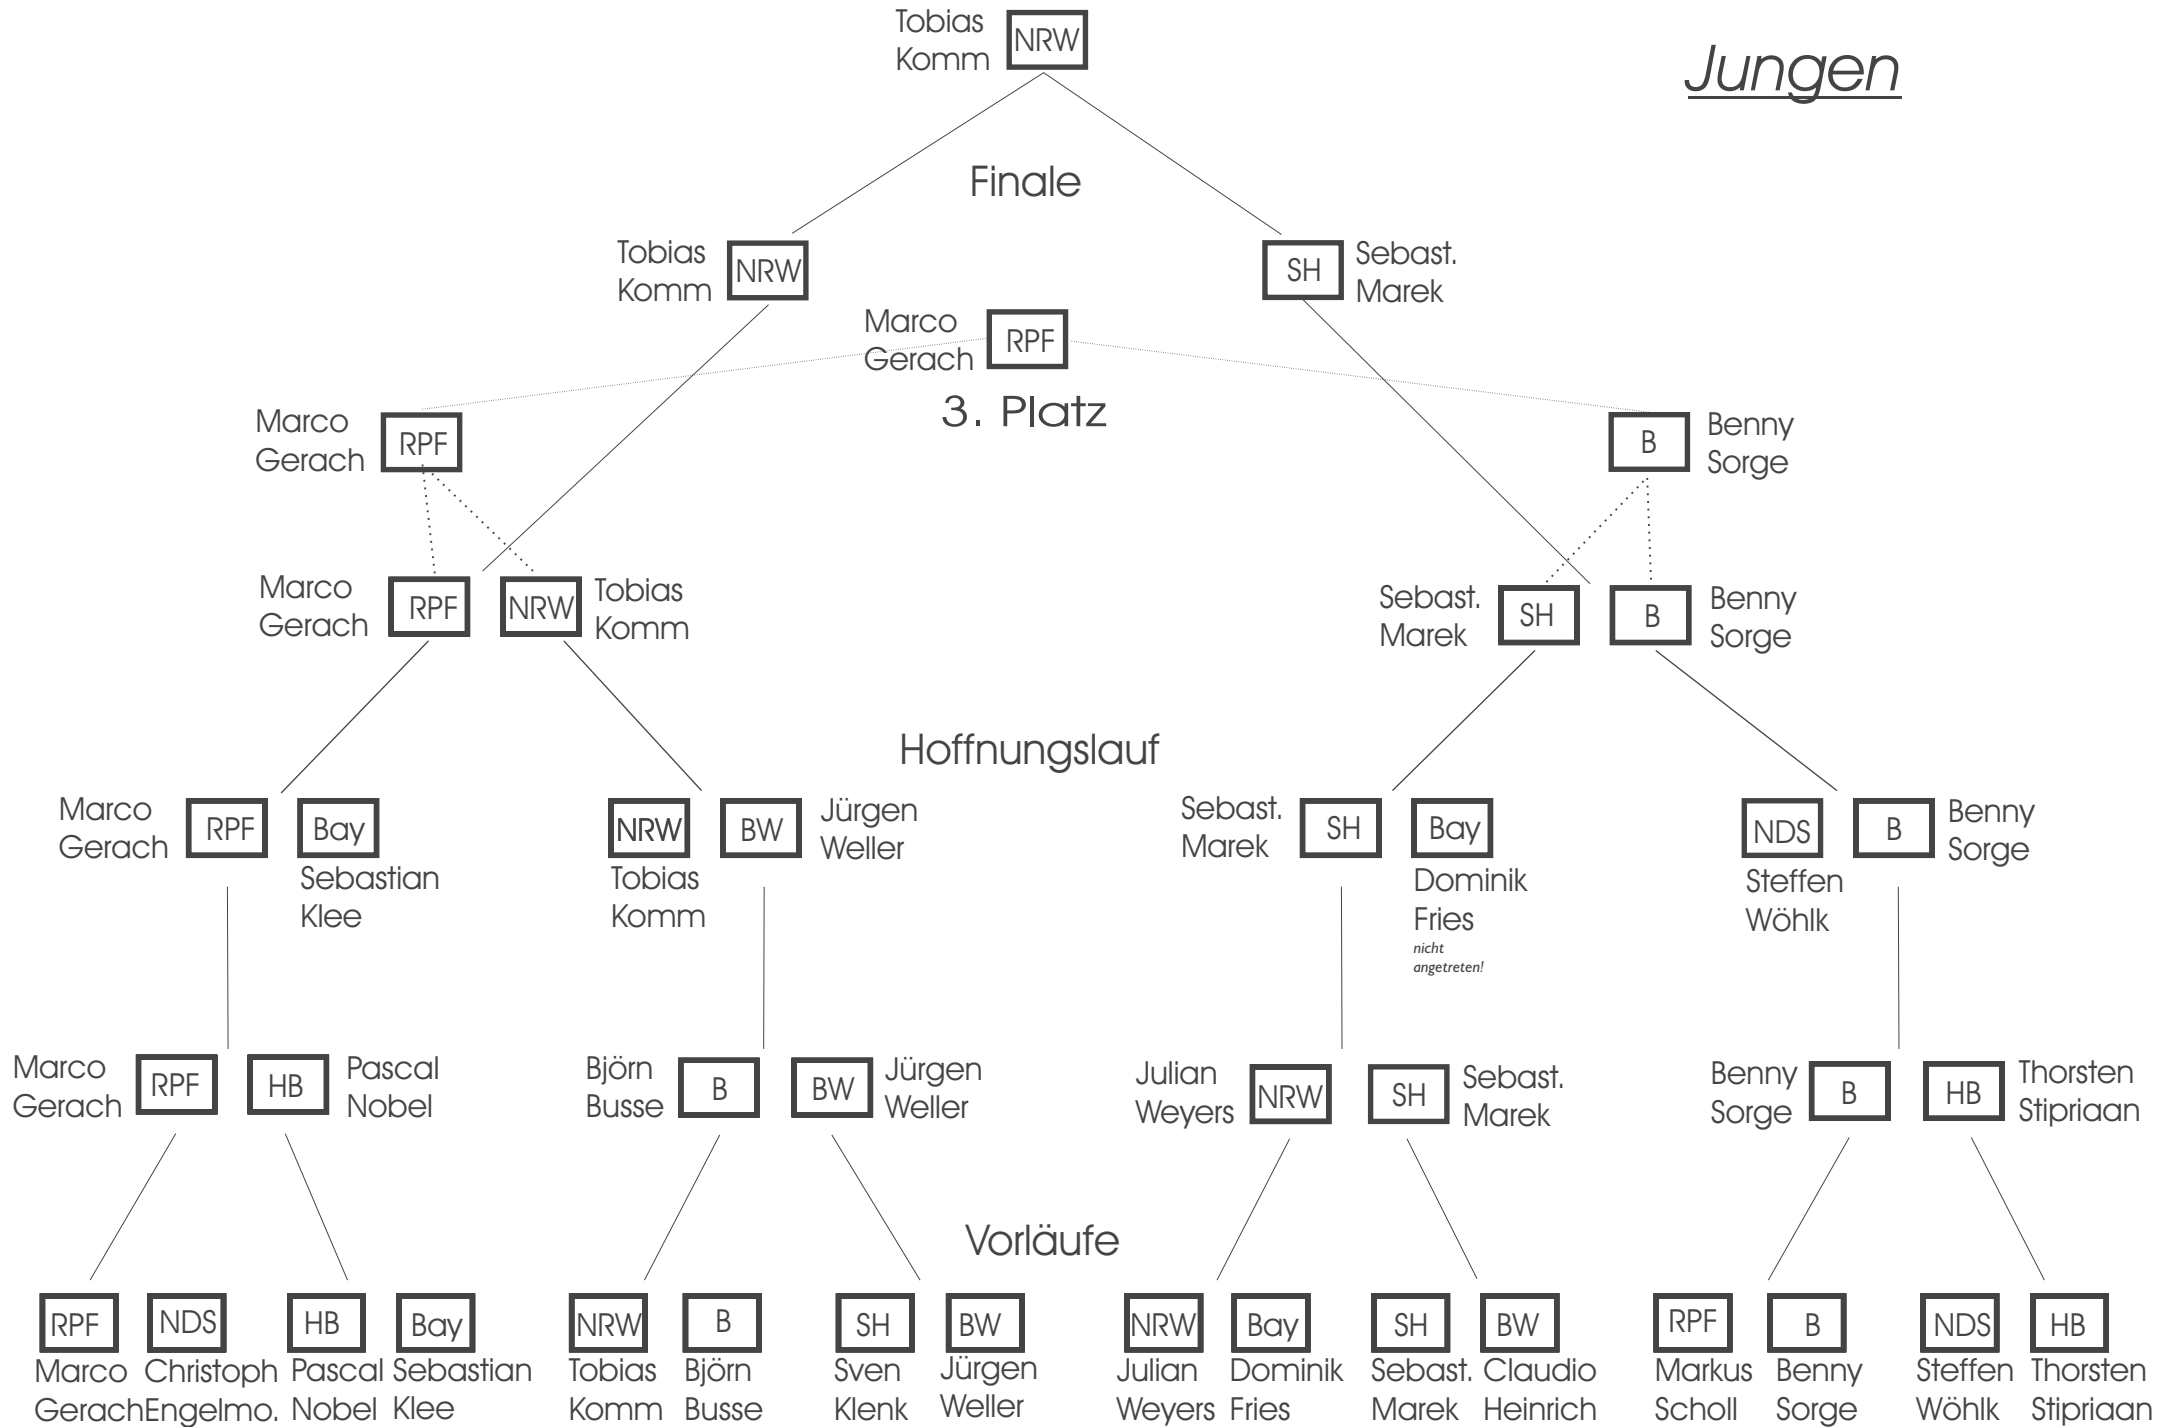 Tobias
Komm
NRW
Jungen
Finale
Tobias
Komm
NRW
SH
Sebast.
Marek
Marco
Gerach
RPF
3. Platz
Marco
Gerach
RPF
B
Benny
Sorge
Marco
Gerach
RPF
NRW
Tobias
Komm
Sebast.
Marek
SH
B
Benny
Sorge
Hoffnungslauf
Marco
Gerach
RPF
Bay
Sebastian
Klee
NRW
Tobias
Komm
BW
Jürgen
Weller
Sebast.
Marek
SH
Bay
Dominik
Fries
nicht
angetreten!
NDS
Steffen
Wöhlk
B
Benny
Sorge
Marco
Gerach
RPF
HB
Pascal
Nobel
Björn
Busse
B
BW
Jürgen
Weller
Julian
Weyers
NRW
SH
Sebast.
Marek
Benny
Sorge
B
HB
Thorsten
Stipriaan
Vorläufe
RPF
Marco
Gerach
NDS
Christoph
Engelmo.
HB
Pascal
Nobel
Bay
Sebastian
Klee
NRW
Tobias
Komm
B
Björn
Busse
SH
Sven
Klenk
BW
Jürgen
Weller
NRW
Julian
Weyers
Bay
Dominik
Fries
SH
Sebast.
Marek
BW
Claudio
Heinrich
RPF
Markus
Scholl
B
Benny
Sorge
NDS
Steffen
Wöhlk
HB
Thorsten
Stipriaan